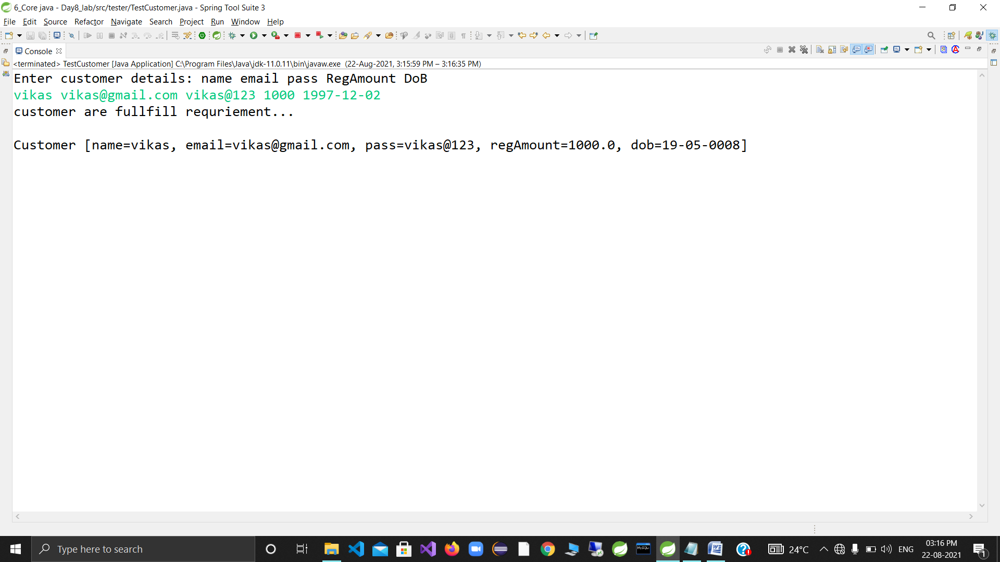 6_Core java - Day8_lab/src/tester/TestCustomer.java - Spring Tool Suite 3
File Edit Source Refactor Navigate Search Project Run Window Help
Console
<terminated> TestCustomer [Java Application] C:\Program Files\Java\jdk-11.0.11\bin\javaw.exe (22-Aug-2021, 3:15:59 PM – 3:16:35 PM)
Enter customer details: name email pass RegAmount DoB
vikas vikas@gmail.com vikas@123 1000 1997-12-02
customer are fullfill requriement...
Customer [name=vikas, email=vikas@gmail.com, pass=vikas@123, regAmount=1000.0, dob=19-05-0008]
Type here to search
24°C
ENG
03:16 PM
22-08-2021
1